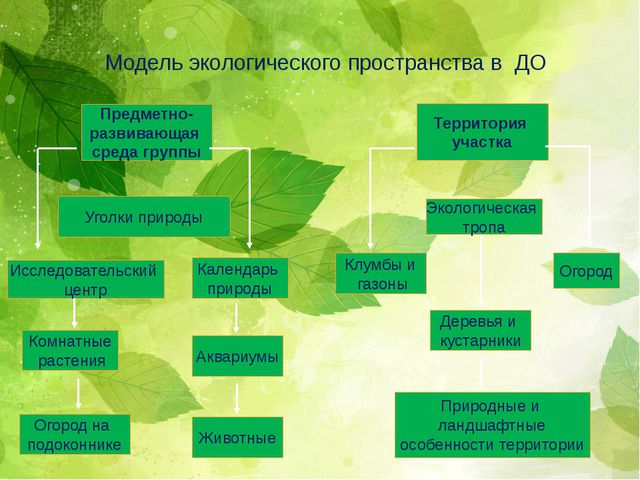 Модель экологического пространства в ДО
Предметно-
развивающая
среда группы
Территория
участка
Уголки природы
Экологическая
тропа
Исследовательский
центр
Календарь
природы
Клумбы и
газоны
Огород
Комнатные
растения
Аквариумы
Деревья и
кустарники
Огород на
подоконнике
Животные
Природные и
ландшафтные
особенности территории